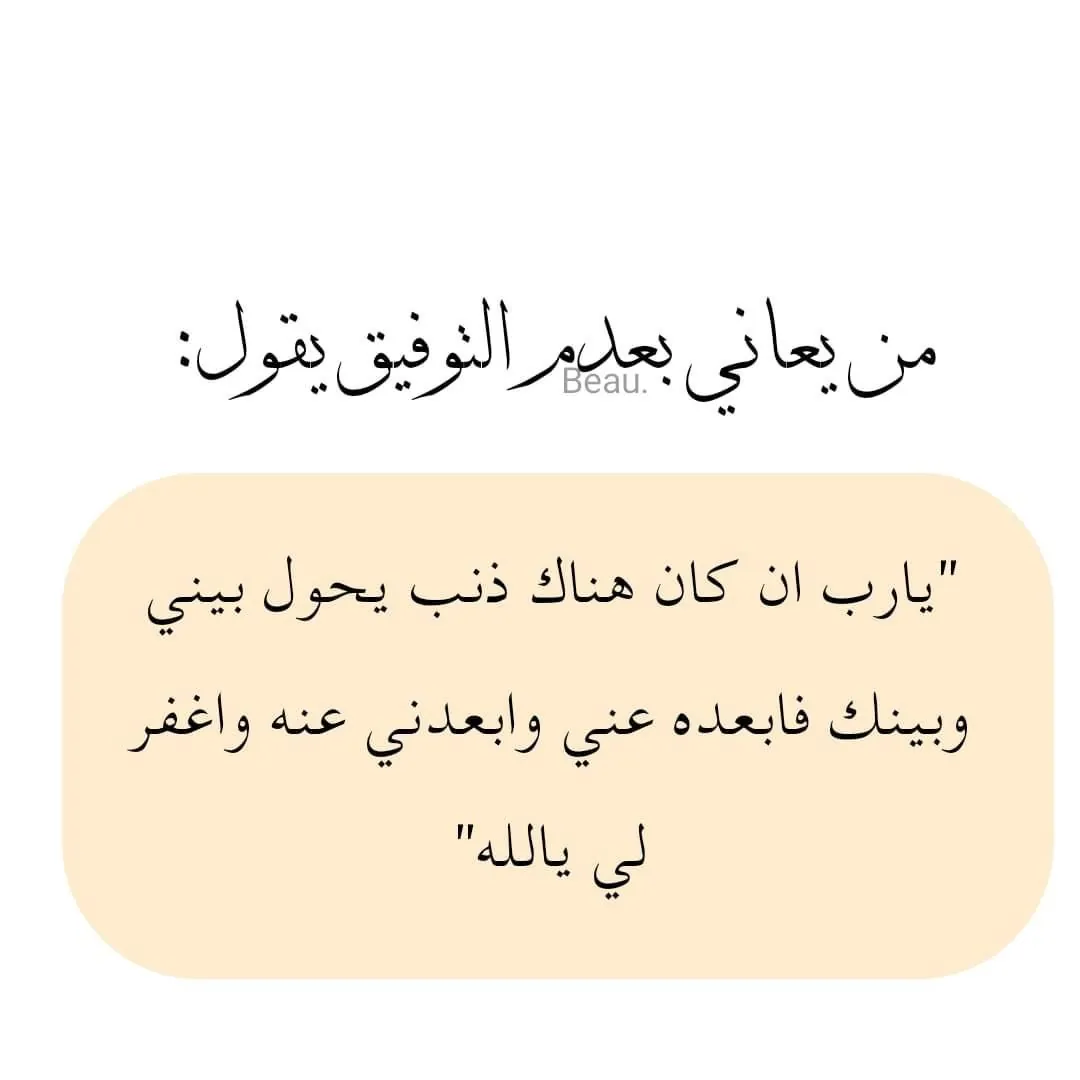 من يعاني بعدم التوفيق يقول:
Beau.
"يارب ان كان هناك ذنب يحول بيني
وبينك فابعده عني وابعدني عنه واغفر
لي يالله"